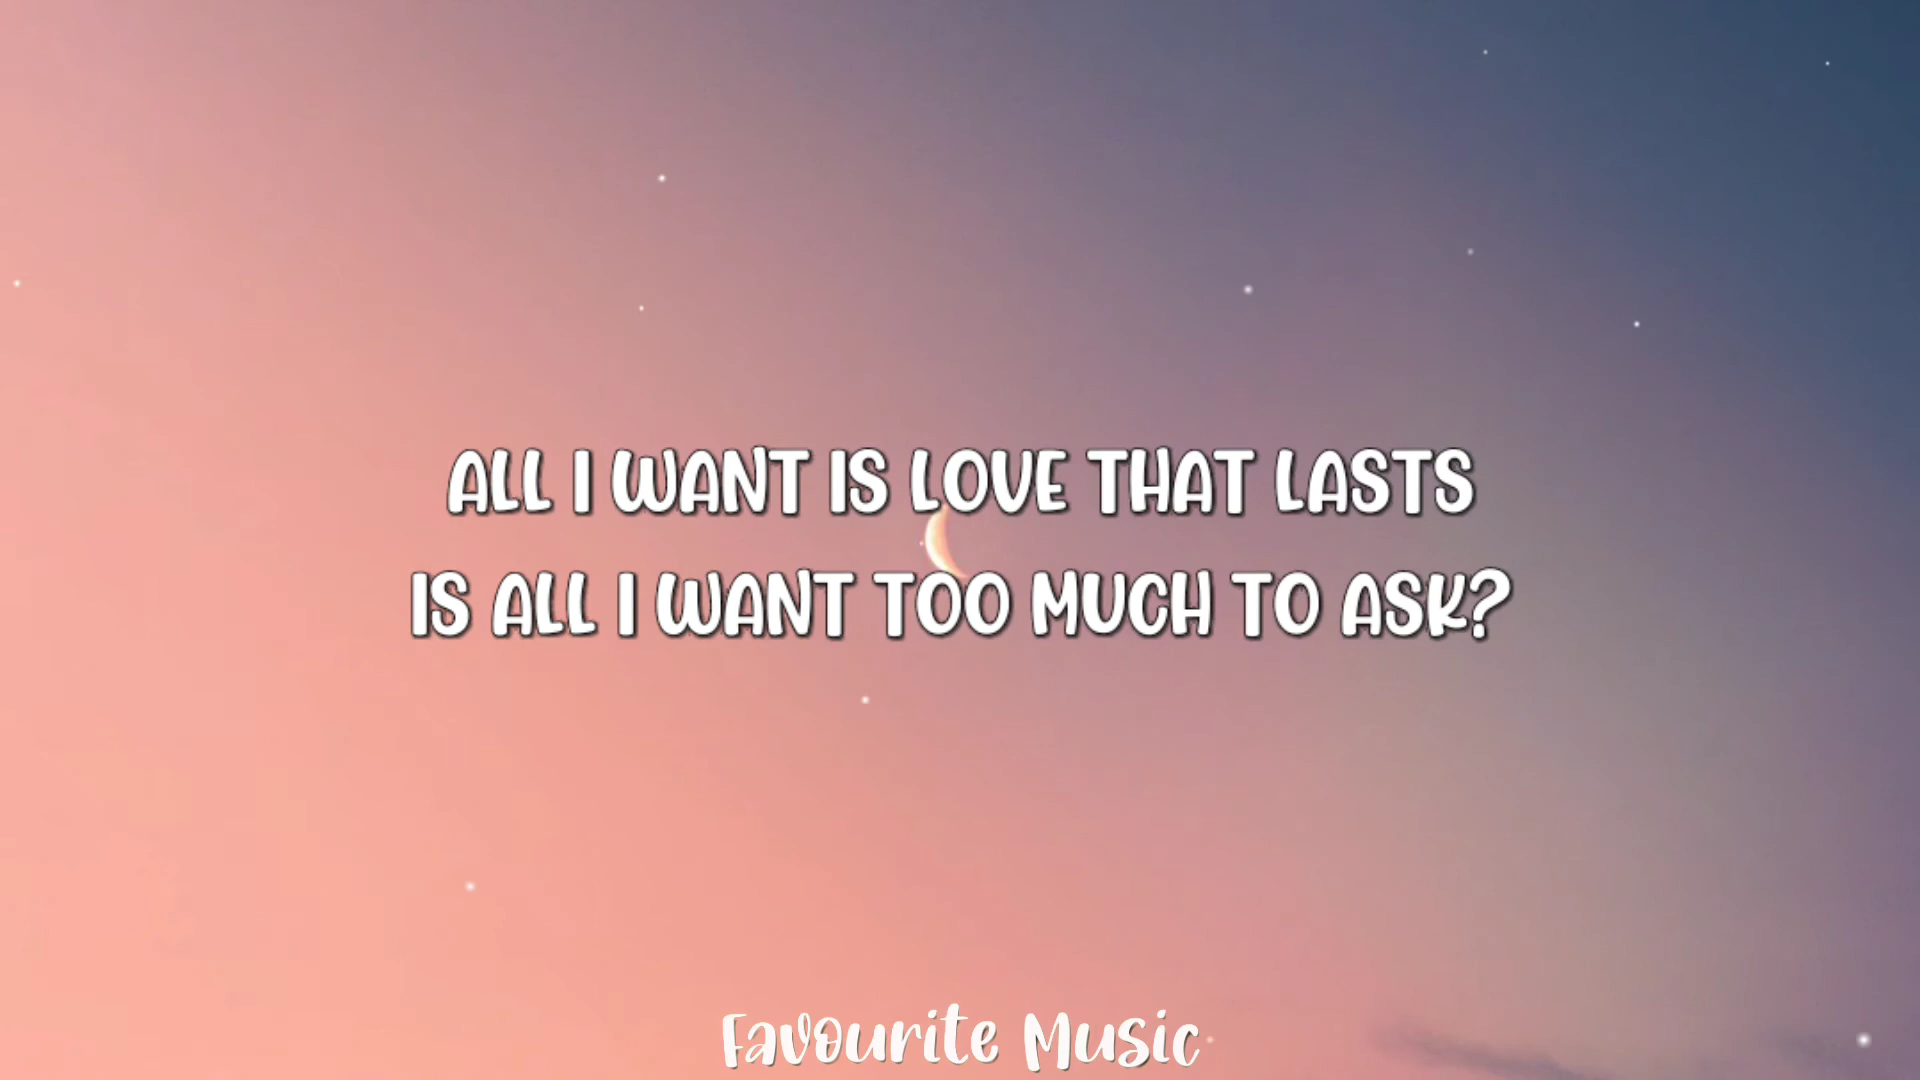 ALL I WANT IS LOVE THAT LASTS
IS ALL I WANT TOO MUCH TO ASK?
Favourite Music